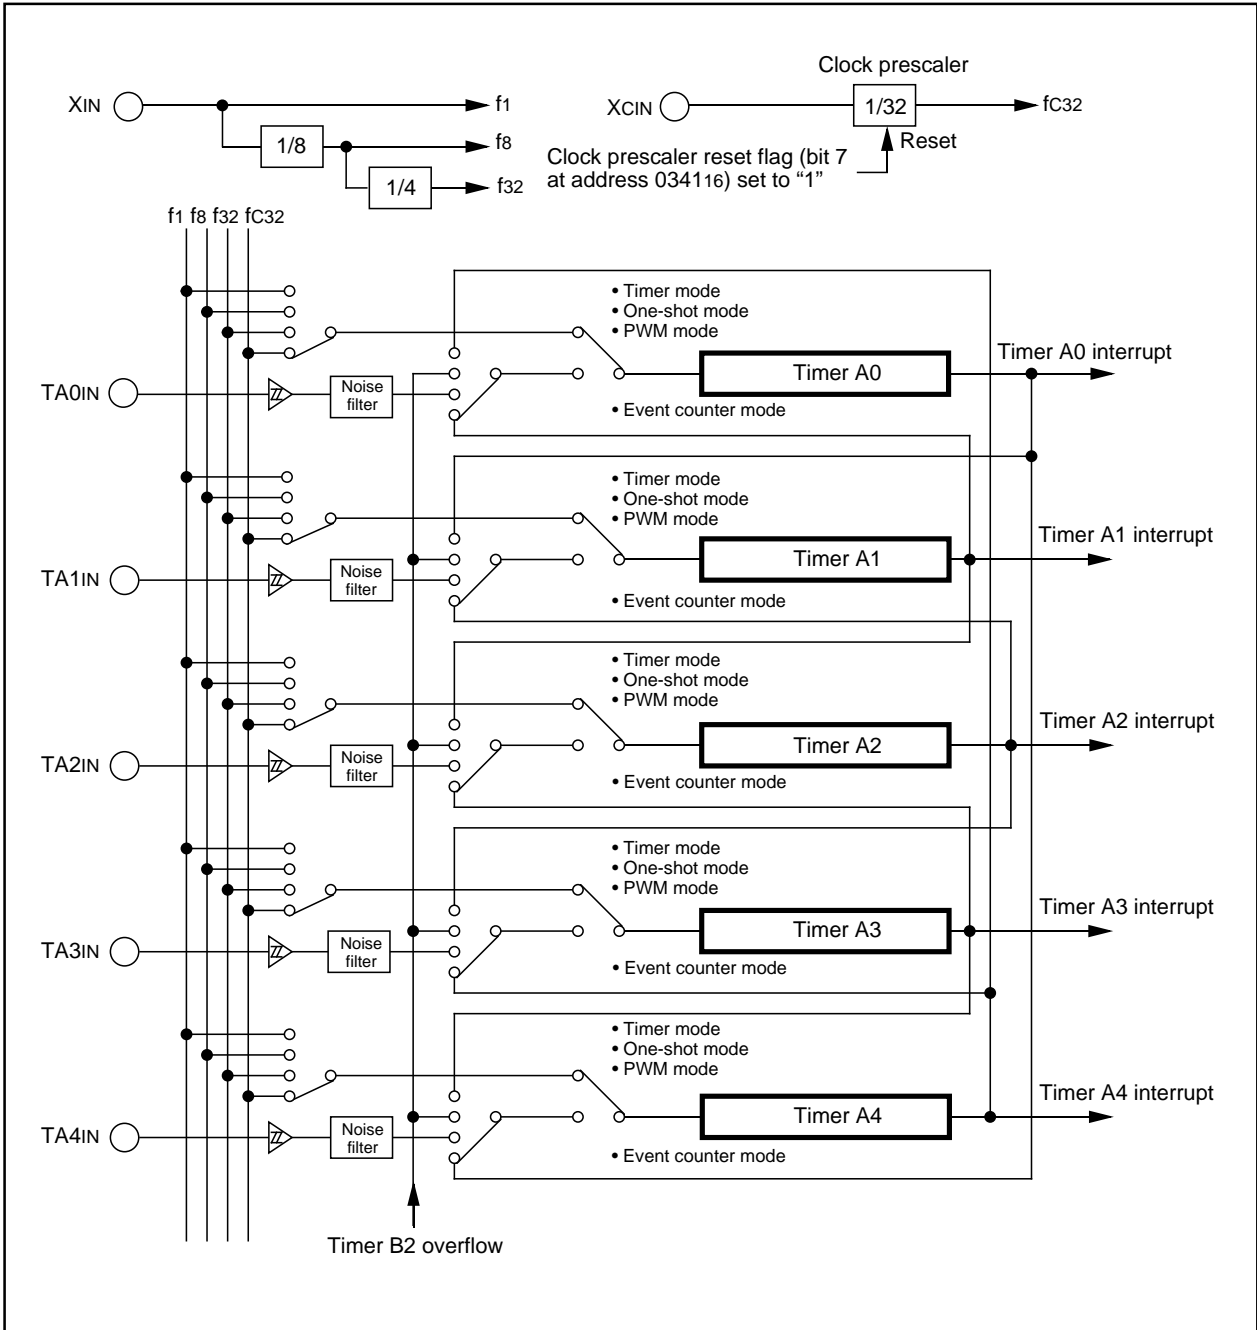 Clock prescaler
XIN
f1
XCIN
1/32
fC32
1/8
f8
Reset
Clock prescaler reset flag (bit 7
at address 034116) set to “1”
1/4
f32
f1 f8 f32 fC32
• Timer mode
• One-shot mode
• PWM mode
Timer A0 interrupt
TA0IN
Noise
filter
Timer A0
• Event counter mode
• Timer mode
• One-shot mode
• PWM mode
Timer A1 interrupt
TA1IN
Noise
filter
Timer A1
• Event counter mode
• Timer mode
• One-shot mode
• PWM mode
Timer A2 interrupt
TA2IN
Noise
filter
Timer A2
• Event counter mode
• Timer mode
• One-shot mode
• PWM mode
Timer A3 interrupt
TA3IN
Noise
filter
Timer A3
• Event counter mode
• Timer mode
• One-shot mode
• PWM mode
Timer A4 interrupt
TA4IN
Noise
filter
Timer A4
• Event counter mode
Timer B2 overflow